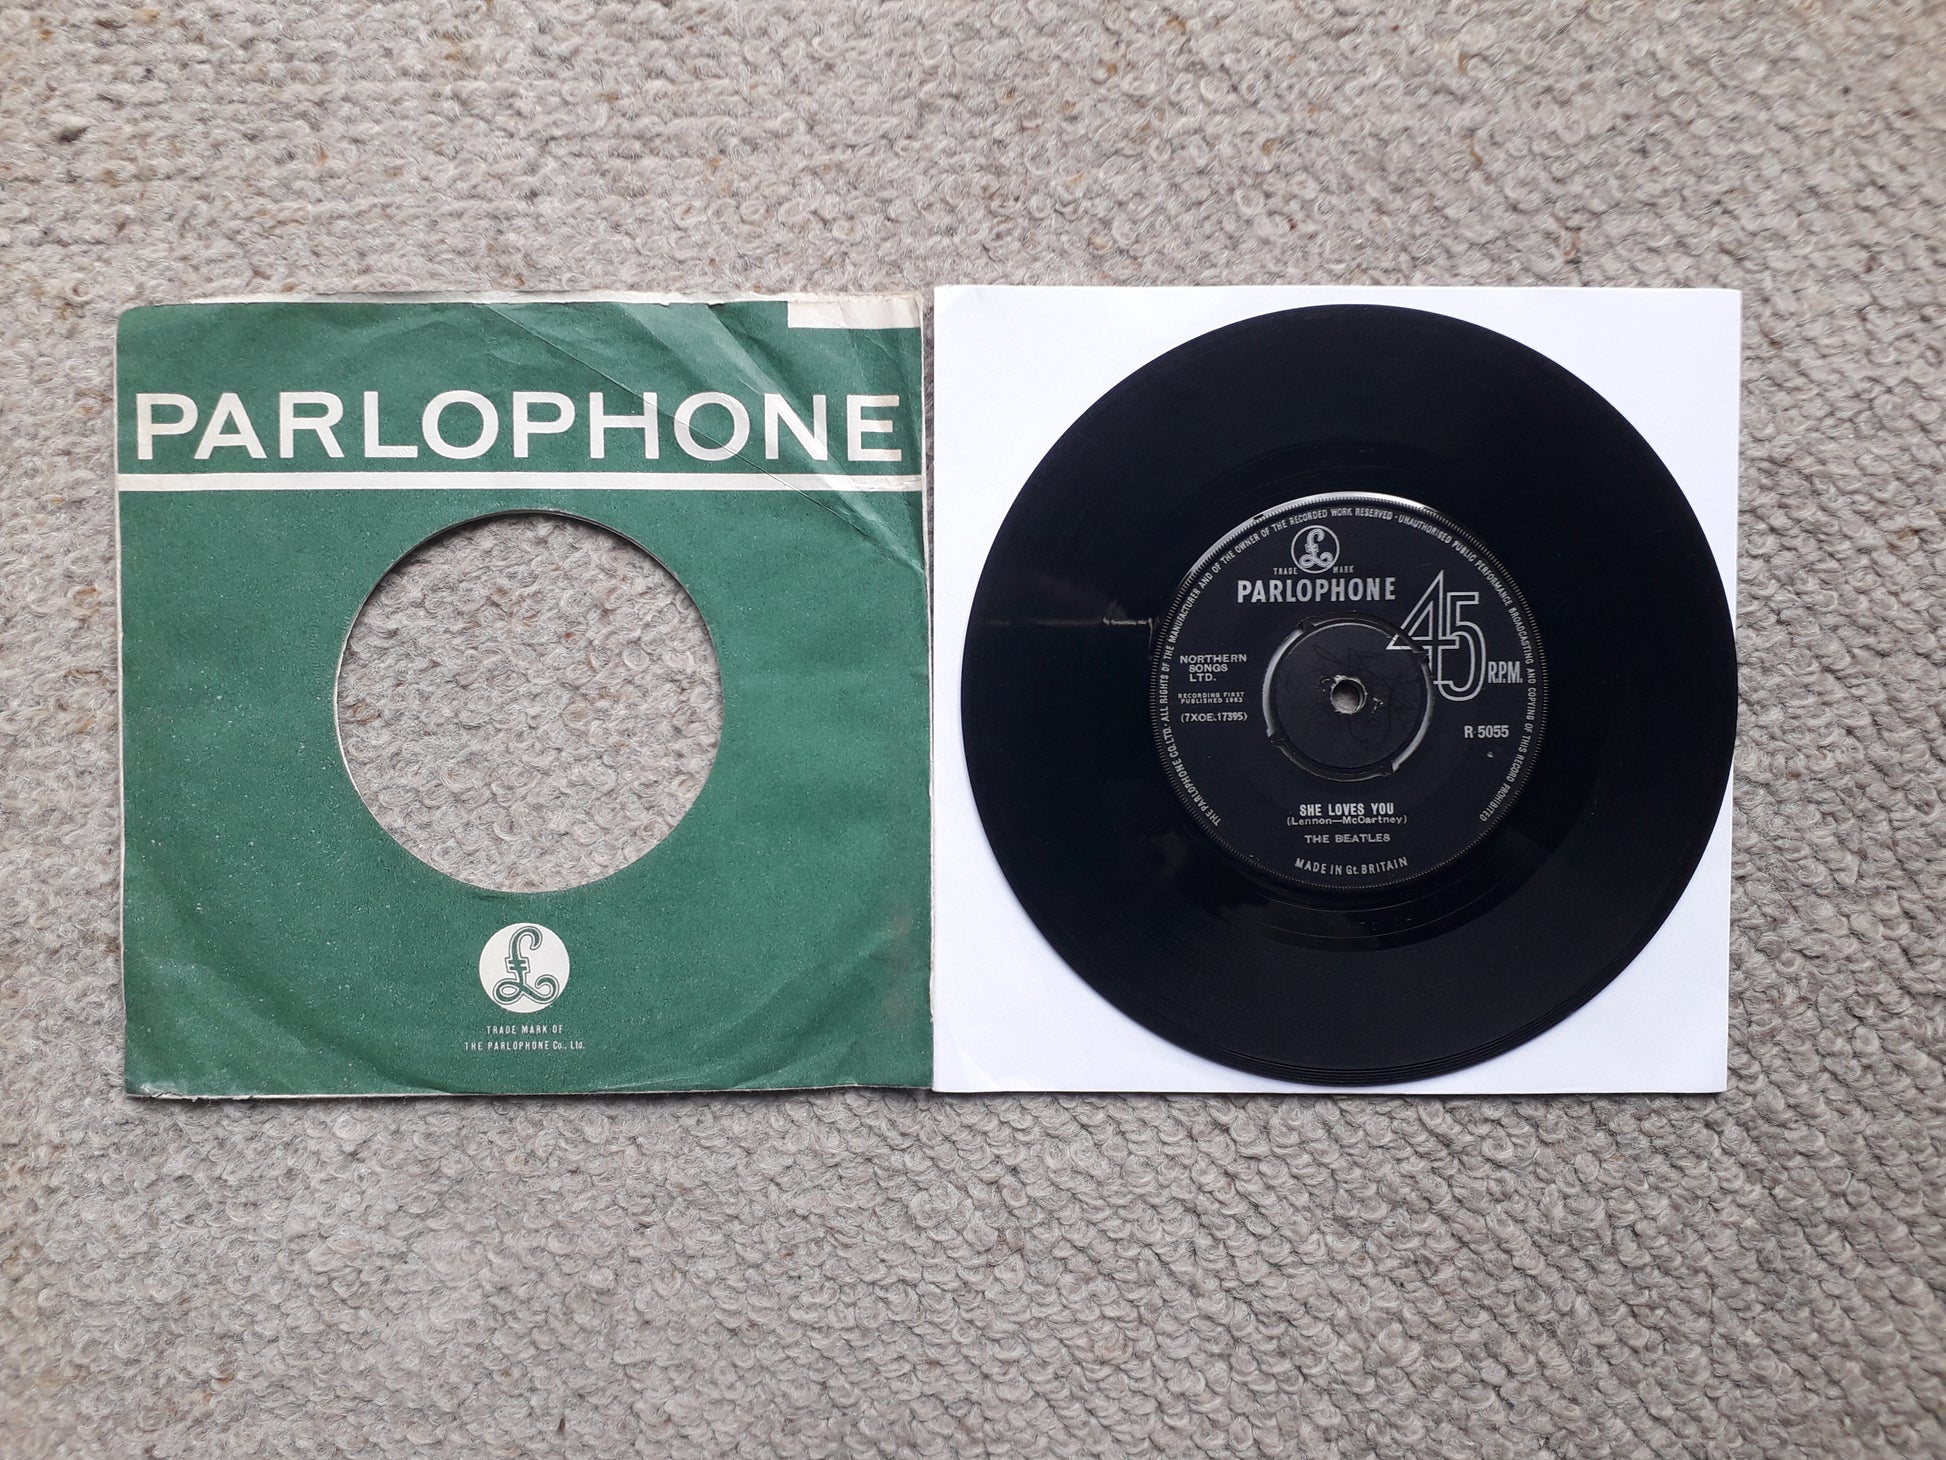 PARLOPHONE
£
TRADE MARK OF
THE PARLOPHONE Co., Ltd.
THE PARLOPHONE CO.LTD.·ALL RIGHTS OF THE MANUFACTURER AND OF THE OWNER OF THE RECORDED WORK RESERVED·UNAUTHORISED PUBLIC PERFORMANCE BROADCASTING AND COPYING OF THIS RECORD PROHIBITED
£
TRADE MARK
PARLOPHONE
45
R.P.M.
NORTHERN
SONGS
LTD.
RECORDING FIRST
PUBLISHED 1963
(7XCE.17395)
R 5055
SHE LOVES YOU
(Lennon—McCartney)
THE BEATLES
MADE IN Gt. BRITAIN